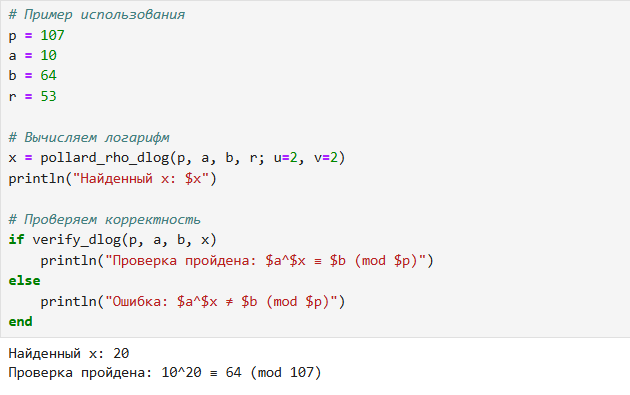 # Пример использования
p = 107
a = 10
b = 64
r = 53
# Вычисляем логарифм
x = pollard_rho_dlog(p, a, b, r; u=2, v=2)
println("Найденный x: $x")
# Проверяем корректность
if verify_dlog(p, a, b, x)
    println("Проверка пройдена: $a^$x ≡ $b (mod $p)")
else
    println("Ошибка: $a^$x ≠ $b (mod $p)")
end
Найденный x: 20
Проверка пройдена: 10^20 ≡ 64 (mod 107)